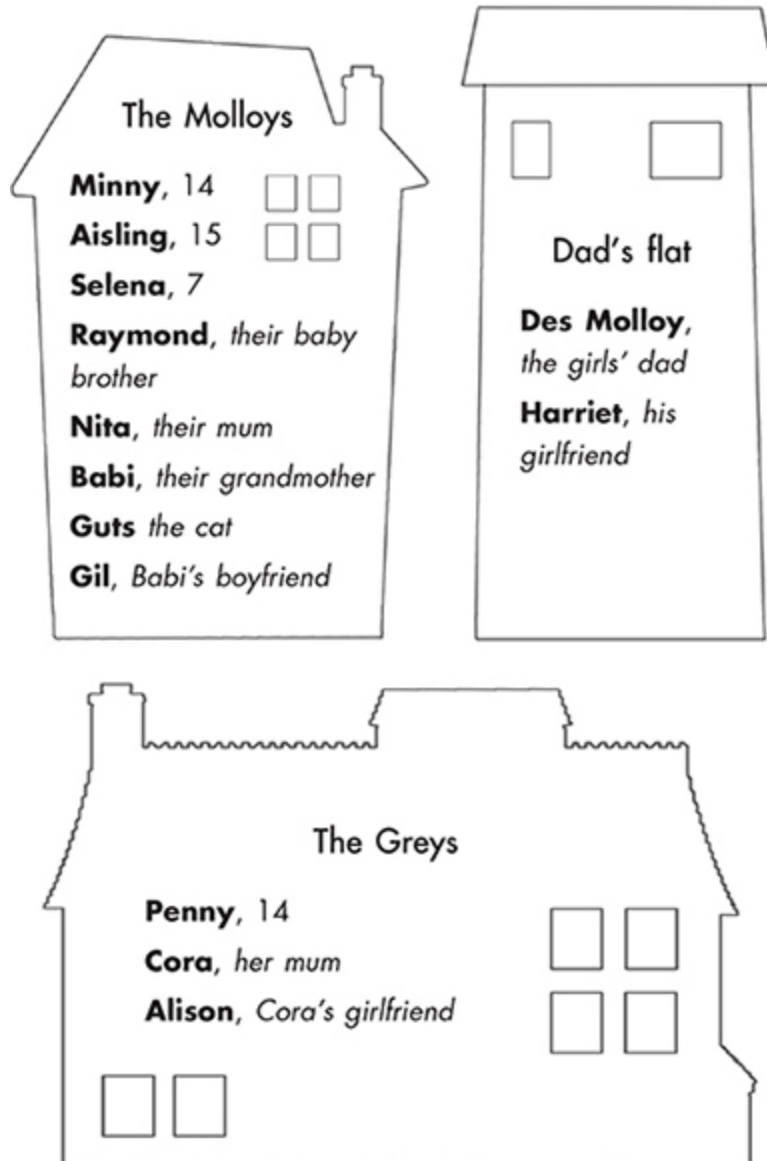 The Molloys
Minny, 14
Aisling, 15
Selena, 7
Raymond, their baby
brother
Nita, their mum
Babi, their grandmother
Guts the cat
Gil, Babi's boyfriend
Dad's flat
Des Molloy,
the girls' dad
Harriet, his
girlfriend
The Greys
Penny, 14
Cora, her mum
Alison, Cora's girlfriend